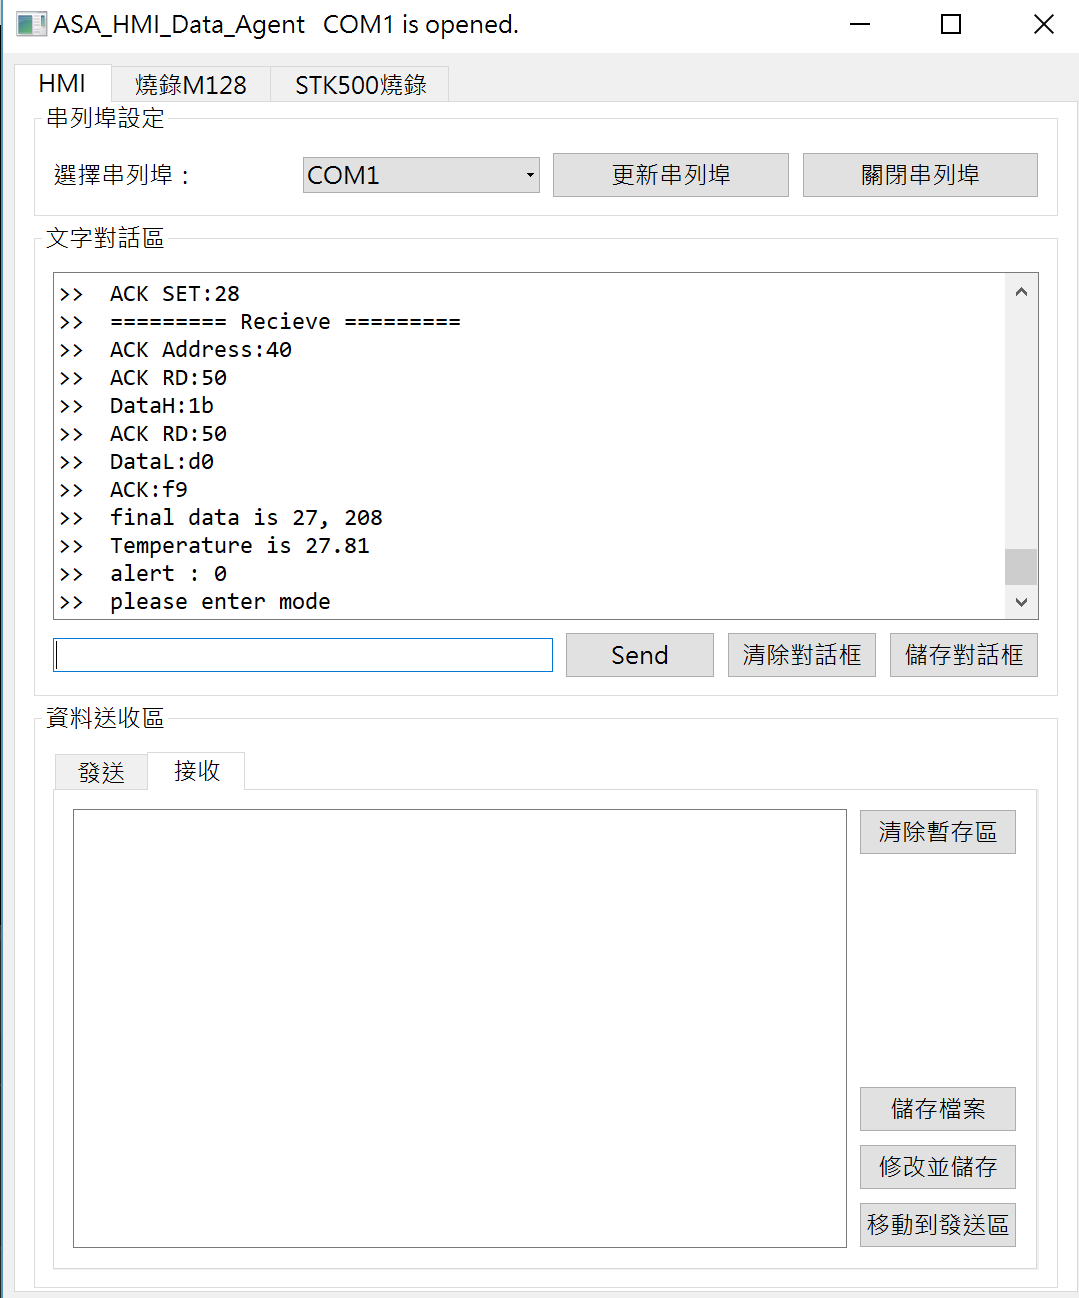 ASA_HMI_Data_Agent COM1 is opened.
HMI 燒錄M128 STK500燒錄
串列埠設定
選擇串列埠： COM1 更新串列埠 關閉串列埠
文字對話區
>> ACK SET:28
>> ========= Recieve =========
>> ACK Address:40
>> ACK RD:50
>> DataH:1b
>> ACK RD:50
>> DataL:d0
>> ACK:f9
>> final data is 27, 208
>> Temperature is 27.81
>> alert : 0
>> please enter mode
Send 清除對話框 儲存對話框
資料送收區
發送 接收
清除暫存區
儲存檔案
修改並儲存
移動到發送區